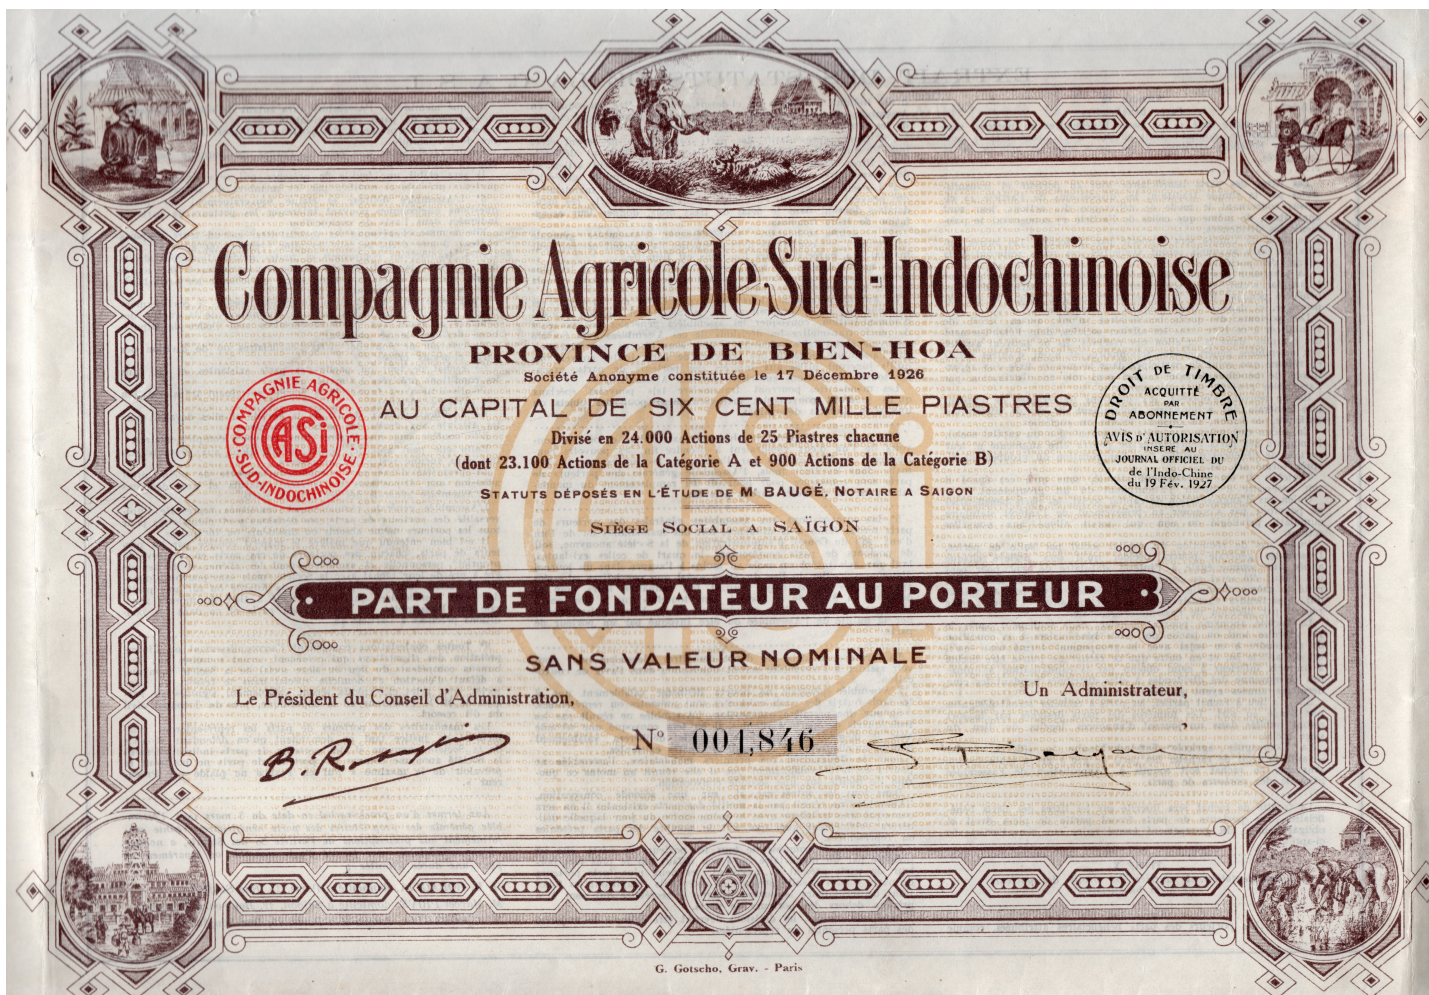 Compagnie Agricole Sud-Indochinoise
PROVINCE DE BIEN-HOA
Société Anonyme constituée le 17 Décembre 1926
AU CAPITAL DE SIX CENT MILLE PIASTRES
Divisé en 24.000 Actions de 25 Piastres chacune
(dont 23.100 Actions de la Catégorie A et 900 Actions de la Catégorie B)
STATUTS DÉPOSÉS EN L'ÉTUDE DE Mᵉ BAUGÉ, NOTAIRE A SAIGON
SIÈGE SOCIAL A SAÏGON
COMPAGNIE AGRICOLE
SUD-INDOCHINOISE
CASi
DROIT DE TIMBRE
ACQUITTÉ
PAR
ABONNEMENT
AVIS D'AUTORISATION
INSÉRÉ AU
JOURNAL OFFICIEL DU
de l'Indo-Chine
du 19 Fév. 1927
PART DE FONDATEUR AU PORTEUR
SANS VALEUR NOMINALE
Le Président du Conseil d'Administration,
Un Administrateur,
Nº 001,846
G. Gotscho, Grav. - Paris